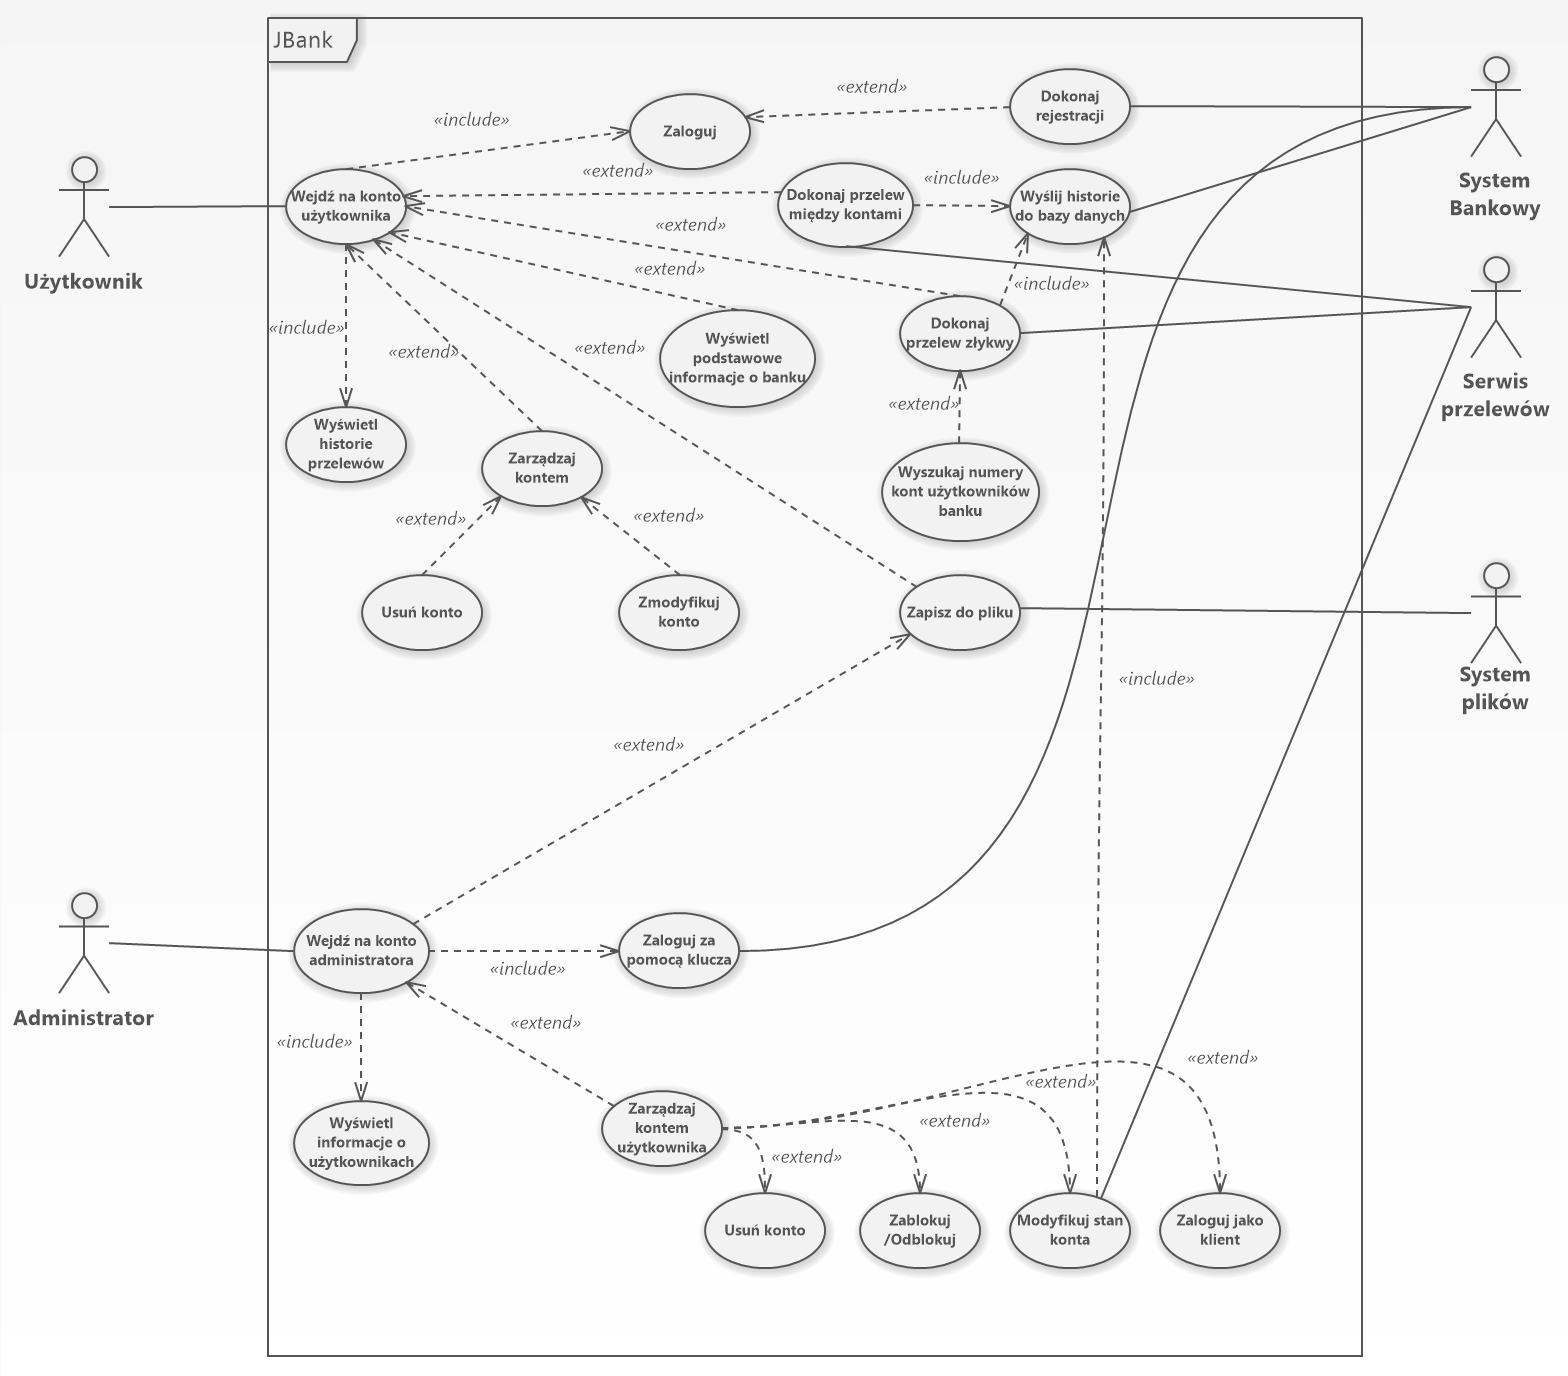 JBank
«extend»
Dokonaj
rejestracji
«include»
Zaloguj
System
Bankowy
«extend»
«include»
Wejdź na konto
użytkownika
Dokonaj przelew
między kontami
Wyślij historie
do bazy danych
Użytkownik
«extend»
«extend»
«include»
«include»
Dokonaj
przelew złykwy
Wyświetl
podstawowe
informacje o banku
«extend»
«extend»
Serwis
przelewów
«extend»
Wyświetl
historie
przelewów
Zarządzaj
kontem
Wyszukaj numery
kont użytkowników
banku
«extend»
«extend»
Usuń konto
Zmodyfikuj
konto
Zapisz do pliku
System
plików
«include»
«extend»
Wejdź na konto
administratora
Zaloguj za
pomocą klucza
«include»
Administrator
«extend»
«include»
«extend»
«extend»
Wyświetl
informacje o
użytkownikach
Zarządzaj
kontem
użytkownika
«extend»
«extend»
Usuń konto
Zablokuj
/Odblokuj
Modyfikuj stan
konta
Zaloguj jako
klient